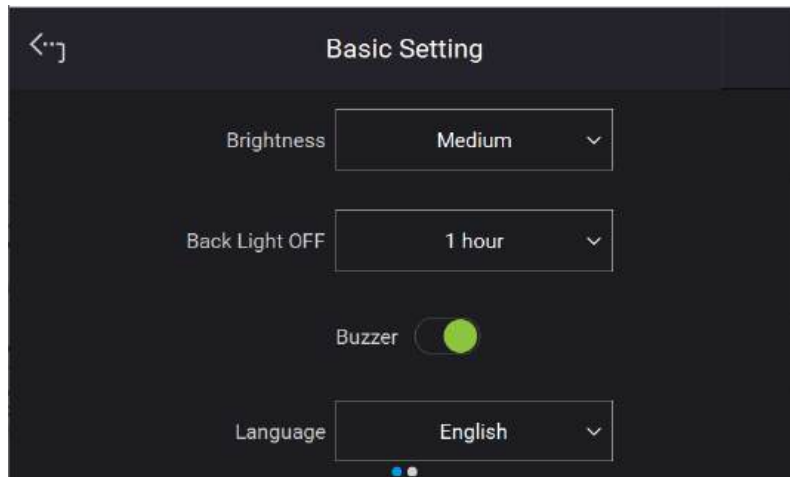 Basic Setting
Brightness Medium
Back Light OFF 1 hour
Buzzer
Language English